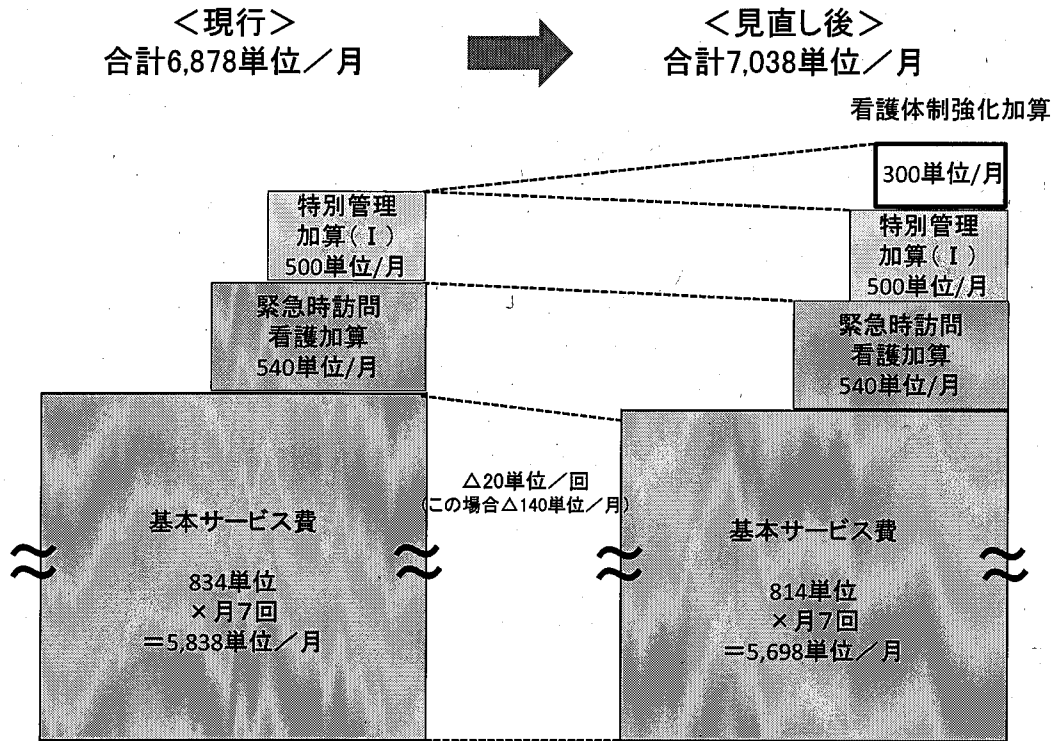 ＜現行＞
合計6,878単位／月
＜見直し後＞
合計7,038単位／月
看護体制強化加算
300単位/月
特別管理
加算(Ⅰ)
500単位/月
緊急時訪問
看護加算
540単位/月
特別管理
加算(Ⅰ)
500単位/月
緊急時訪問
看護加算
540単位/月
△20単位／回
(この場合△140単位／月)
基本サービス費
834単位
×月7回
＝5,838単位／月
基本サービス費
814単位
×月7回
＝5,698単位／月